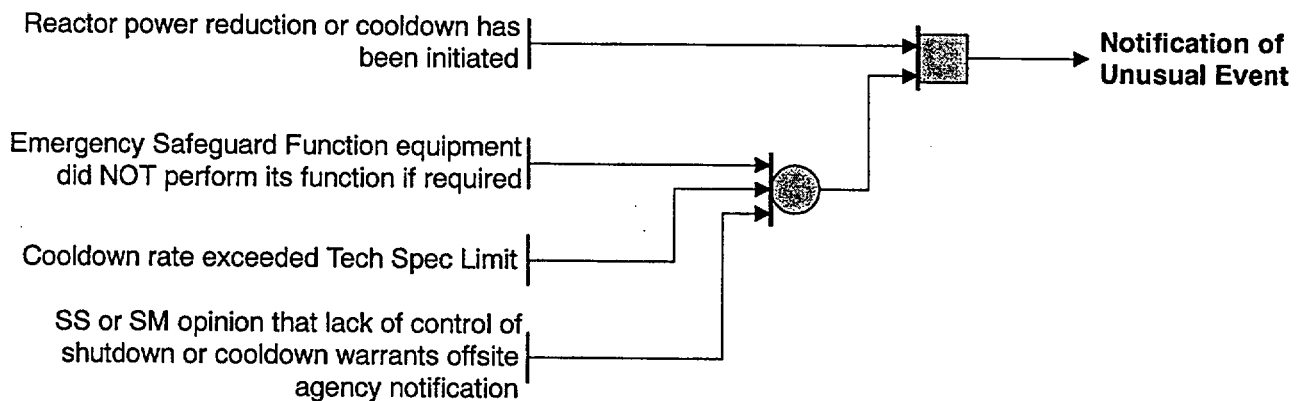 Reactor power reduction or cooldown has
been initiated
Notification of
Unusual Event
Emergency Safeguard Function equipment
did NOT perform its function if required
Cooldown rate exceeded Tech Spec Limit
SS or SM opinion that lack of control of
shutdown or cooldown warrants offsite
agency notification